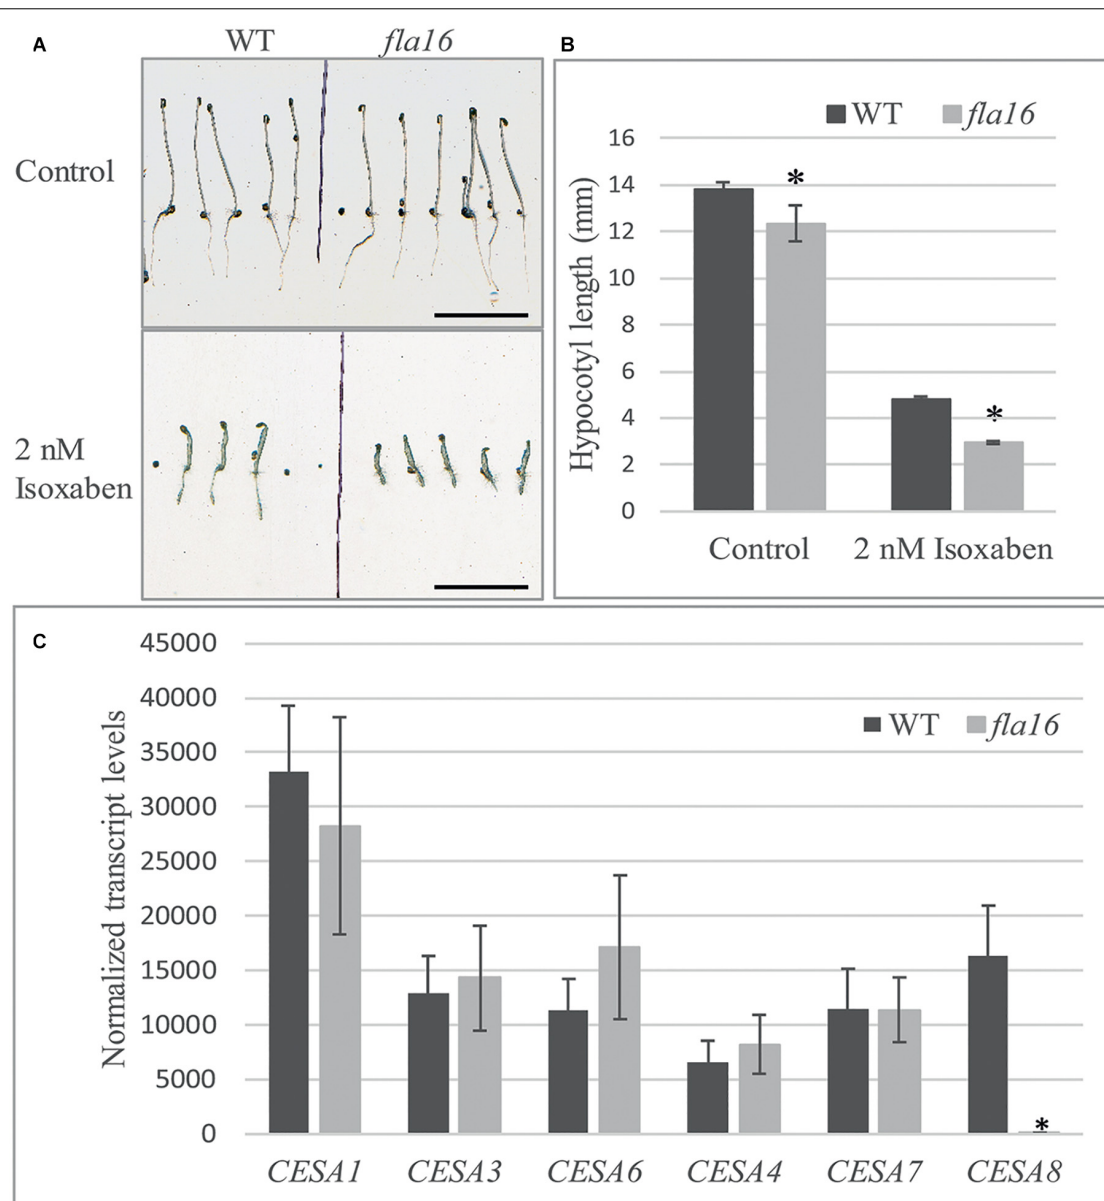 A
WT
fla16
Control
2 nM
Isoxaben
B
WT
fla16
Hypocotyl length (mm)
16
14
12
10
8
6
4
2
0
*
*
Control
2 nM Isoxaben
C
WT
fla16
Normalized transcript levels
45000
40000
35000
30000
25000
20000
15000
10000
5000
0
*
CESA1
CESA3
CESA6
CESA4
CESA7
CESA8